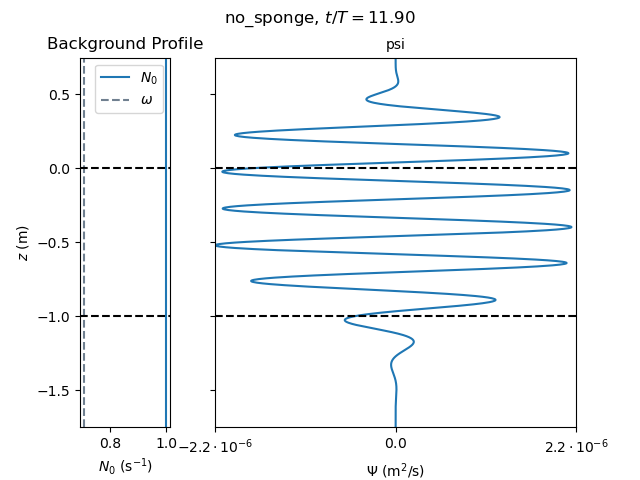 no_sponge, t/T = 11.90
Background Profile
psi
N₀
ω
0.5
0.0
−0.5
−1.0
−1.5
z (m)
0.8
1.0
N₀ (s⁻¹)
−2.2 · 10⁻⁶
0.0
2.2 · 10⁻⁶
Ψ (m²/s)